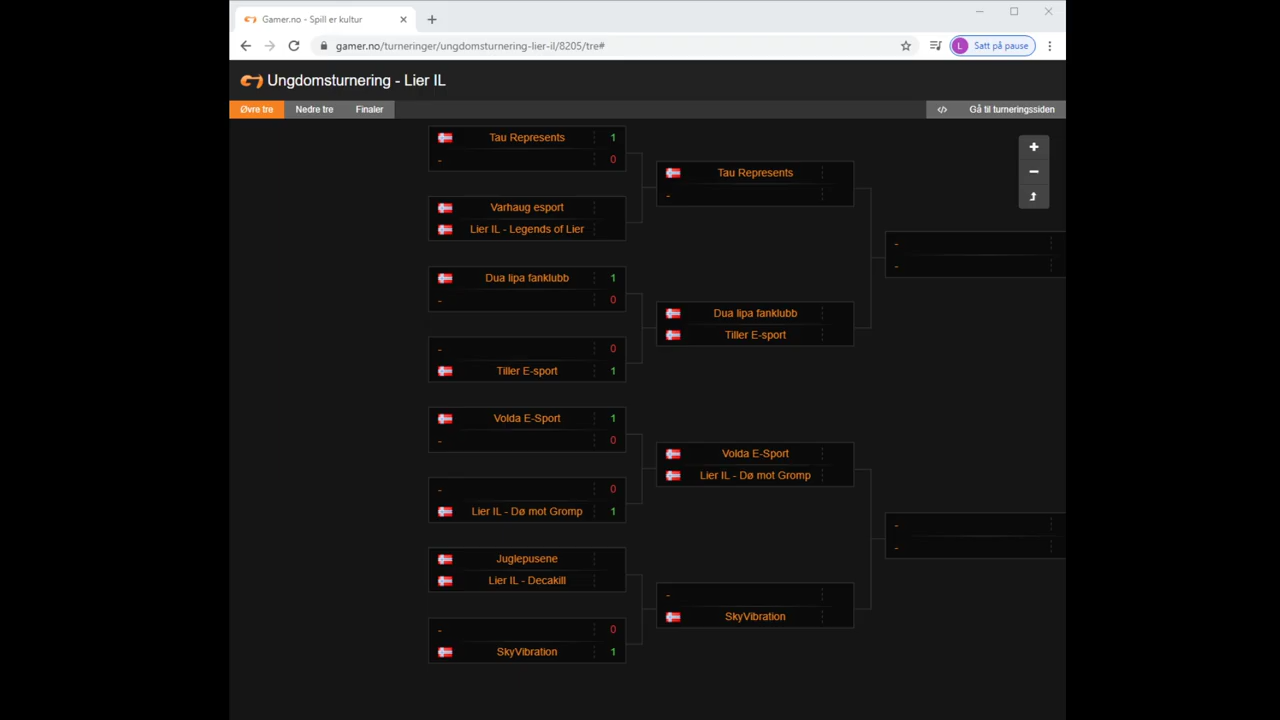 Gamer.no - Spill er kultur
gamer.no/turneringer/ungdomsturnering-lier-il/8205/tre#
L Satt på pause
Ungdomsturnering - Lier IL
Øvre tre Nedre tre Finaler </> Gå til turneringssiden
Tau Represents 1
- 0
Tau Represents
-
Varhaug esport
Lier IL - Legends of Lier
-
-
Dua lipa fanklubb 1
- 0
Dua lipa fanklubb
Tiller E-sport
- 0
Tiller E-sport 1
Volda E-Sport 1
- 0
Volda E-Sport
Lier IL - Dø mot Gromp
- 0
Lier IL - Dø mot Gromp 1
-
-
Juglepusene
Lier IL - Decakill
-
SkyVibration
- 0
SkyVibration 1